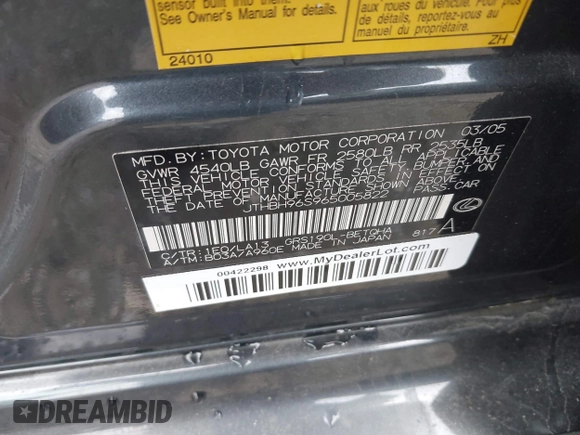 sensor built into them.
See Owner's Manual for details.
24010
aux roues du véhicule. Pour plus
de détails, reportez-vous au
manuel du propriétaire.
ZH
MFD. BY: TOYOTA MOTOR CORPORATION 03/05
GVWR 4540LB GAWR FR 2580LB RR 2535LB
THIS VEHICLE CONFORMS TO ALL APPLICABLE
FEDERAL MOTOR VEHICLE SAFETY, BUMPER, AND
THEFT PREVENTION STANDARDS IN EFFECT ON
THE DATE OF MANUFACTURE SHOWN ABOVE.
JTHBH96S965005822 PASS. CAR
C/TR: 1E0/LA13 GRS190L-BETQHA
A/TM: B03A/A960E MADE IN JAPAN 817 A
00422298 www.MyDealerLot.com
DREAMBID